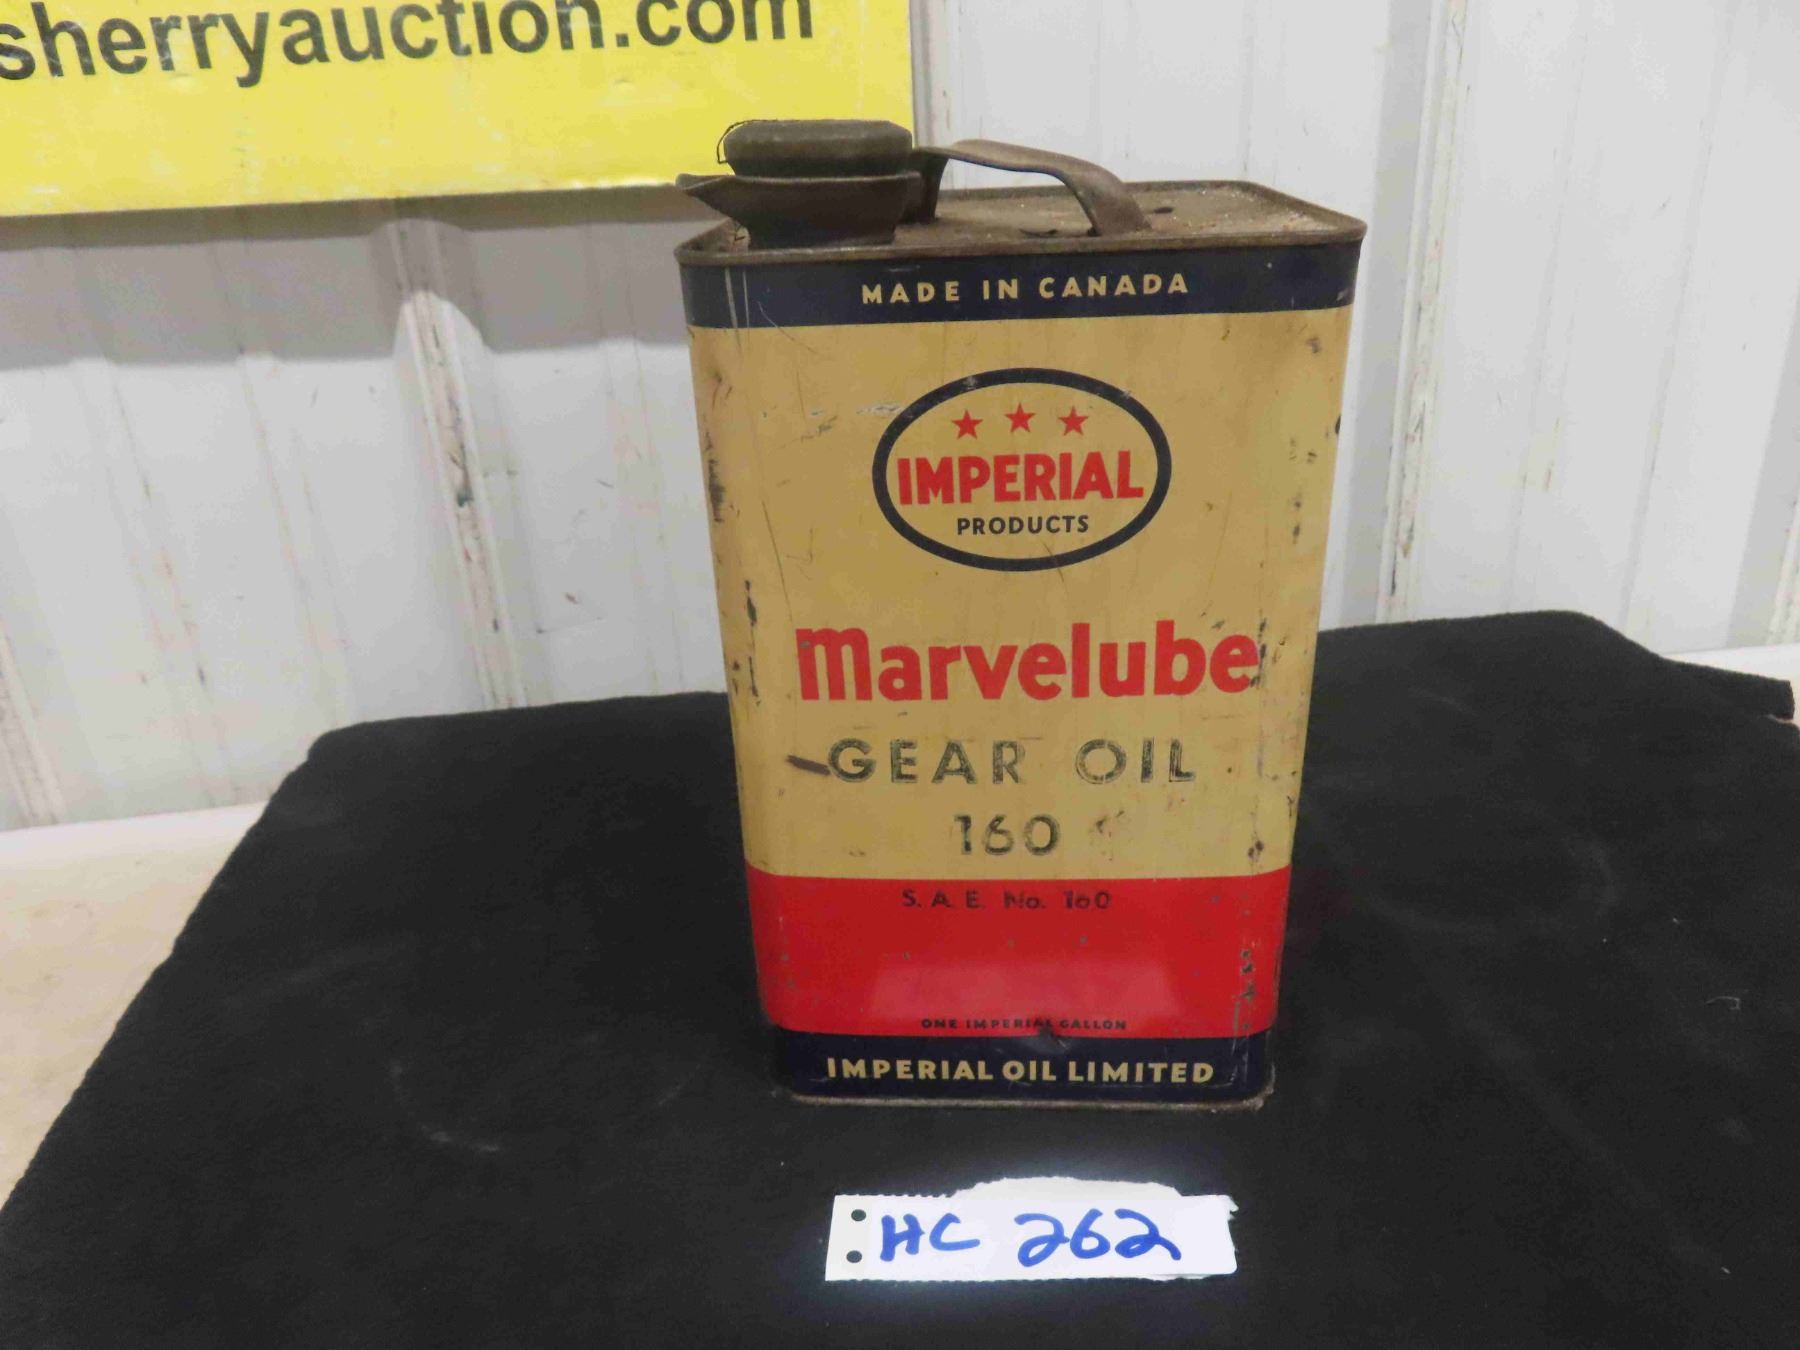 sherryauction.com
MADE IN CANADA
IMPERIAL
PRODUCTS
Marvelube
GEAR OIL
160
S. A. E. No. 160
ONE IMPERIAL GALLON
IMPERIAL OIL LIMITED
HC 262